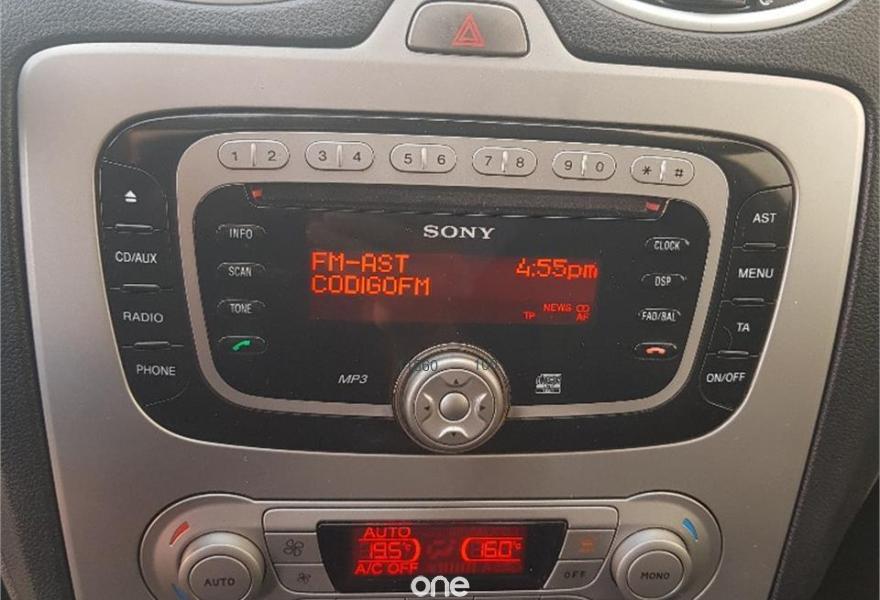 1 2 3 4 5 6 7 8 9 0 * #
SONY
AST
INFO
CLOCK
CD/AUX
SCAN
FM-AST 4:55pm
CODIGOFM
DSP
MENU
RADIO
TONE
NEWS CD
TP AF
FAD/BAL
TA
PHONE
MP3
ON/OFF
AUTO
19.5°C 16.0°C
A/C OFF
AUTO
OFF
MONO
one